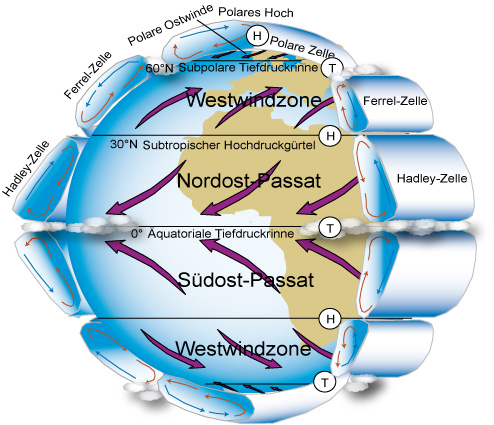 Polares Hoch
Polare Ostwinde
H
Polare Zelle
Ferrel-Zelle
60°N Subpolare Tiefdruckrinne
T
Westwindzone
Ferrel-Zelle
H
30°N Subtropischer Hochdruckgürtel
Hadley-Zelle
Nordost-Passat
Hadley-Zelle
T
0° Äquatoriale Tiefdruckrinne
Südost-Passat
H
Westwindzone
T